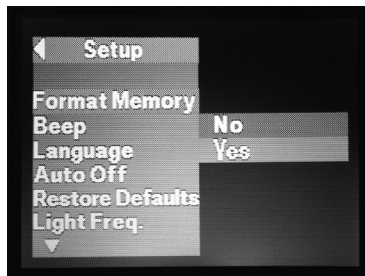 Setup
Format Memory
Beep
No
Language
Yes
Auto Off
Restore Defaults
Light Freq.